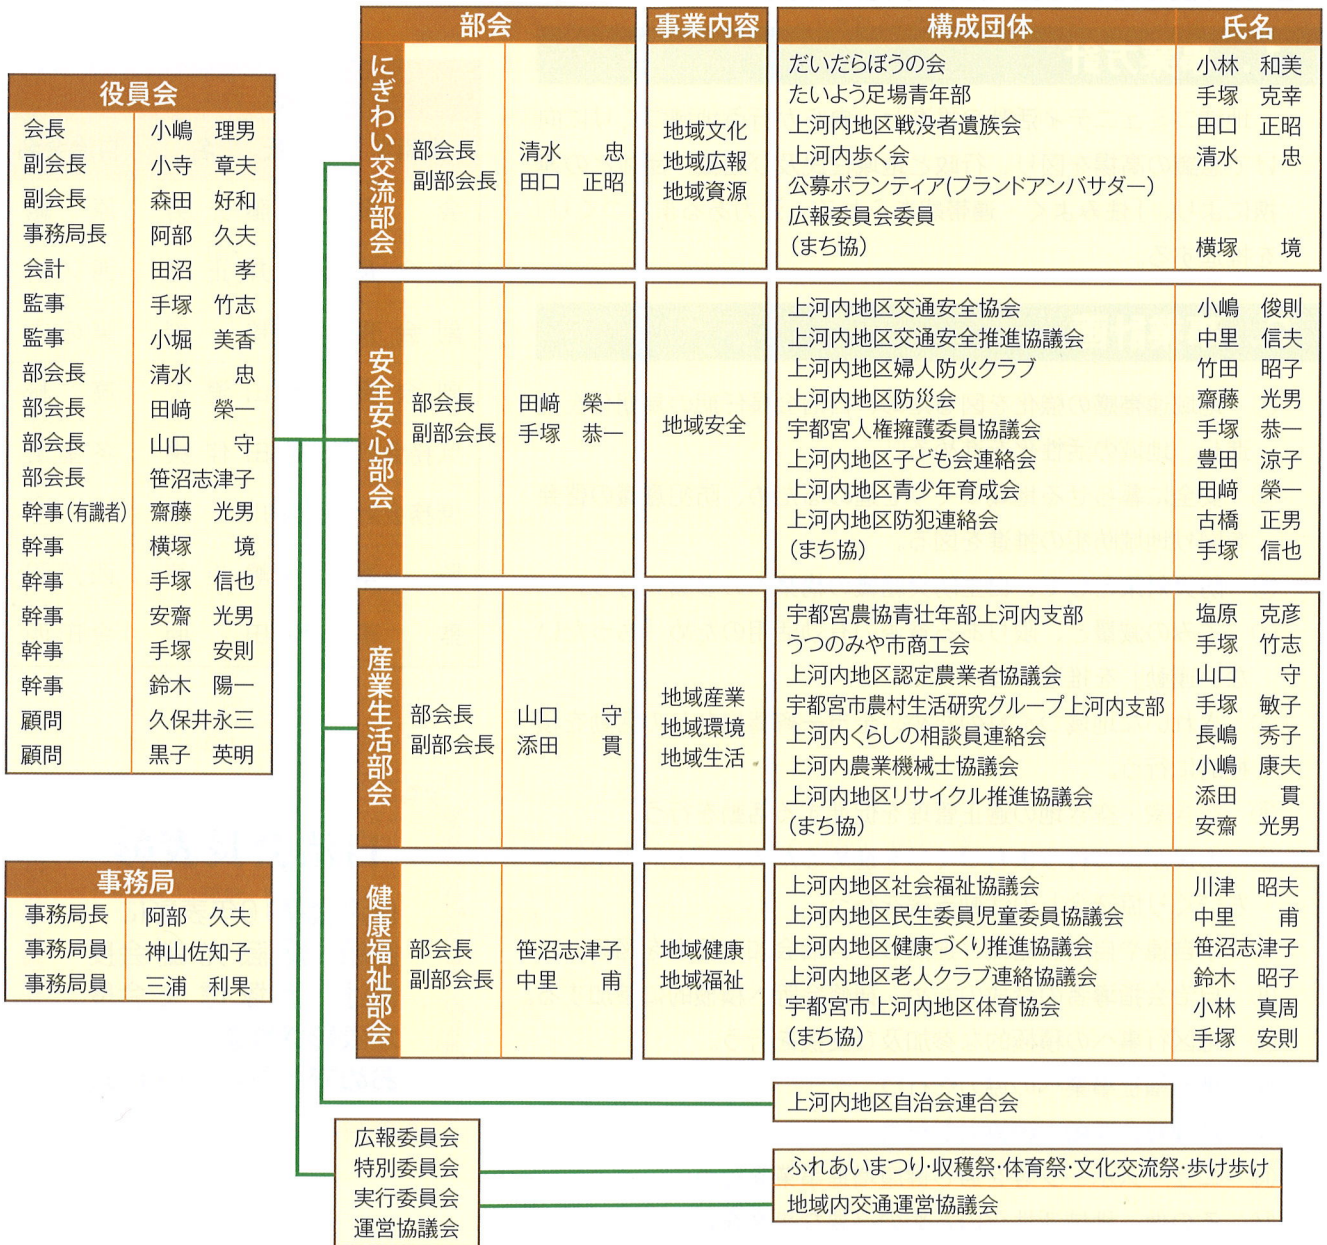 役員会
会長 小嶋 理男
副会長 小寺 章夫
副会長 森田 好和
事務局長 阿部 久夫
会計 田沼 孝
監事 手塚 竹志
監事 小堀 美香
部会長 清水 忠
部会長 田﨑 榮一
部会長 山口 守
部会長 笹沼志津子
幹事(有識者) 齋藤 光男
幹事 横塚 境
幹事 手塚 信也
幹事 安齋 光男
幹事 手塚 安則
幹事 鈴木 陽一
顧問 久保井永三
顧問 黒子 英明
事務局
事務局長 阿部 久夫
事務局員 神山佐知子
事務局員 三浦 利果
部会 事業内容 構成団体 氏名
にぎわい交流部会
部会長 清水 忠
副部会長 田口 正昭
地域文化
地域広報
地域資源
だいだらぼうの会 小林 和美
たいよう足場青年部 手塚 克幸
上河内地区戦没者遺族会 田口 正昭
上河内歩く会 清水 忠
公募ボランティア(ブランドアンバサダー)
広報委員会委員
(まち協) 横塚 境
安全安心部会
部会長 田﨑 榮一
副部会長 手塚 恭一
地域安全
上河内地区交通安全協会 小嶋 俊則
上河内地区交通安全推進協議会 中里 信夫
上河内地区婦人防火クラブ 竹田 昭子
上河内地区防災会 齋藤 光男
宇都宮人権擁護委員協議会 手塚 恭一
上河内地区子ども会連絡会 豊田 涼子
上河内地区青少年育成会 田﨑 榮一
上河内地区防犯連絡会 古橋 正男
(まち協) 手塚 信也
産業生活部会
部会長 山口 守
副部会長 添田 貫
地域産業
地域環境
地域生活
宇都宮農協青壮年部上河内支部 塩原 克彦
うつのみや市商工会 手塚 竹志
上河内地区認定農業者協議会 山口 守
宇都宮市農村生活研究グループ上河内支部 手塚 敏子
上河内くらしの相談員連絡会 長嶋 秀子
上河内農業機械士協議会 小嶋 康夫
上河内地区リサイクル推進協議会 添田 貫
(まち協) 安齋 光男
健康福祉部会
部会長 笹沼志津子
副部会長 中里 甫
地域健康
地域福祉
上河内地区社会福祉協議会 川津 昭夫
上河内地区民生委員児童委員協議会 中里 甫
上河内地区健康づくり推進協議会 笹沼志津子
上河内地区老人クラブ連絡協議会 鈴木 昭子
宇都宮市上河内地区体育協会 小林 真周
(まち協) 手塚 安則
上河内地区自治会連合会
広報委員会
特別委員会
実行委員会
運営協議会
ふれあいまつり・収穫祭・体育祭・文化交流祭・歩け歩け
地域内交通運営協議会